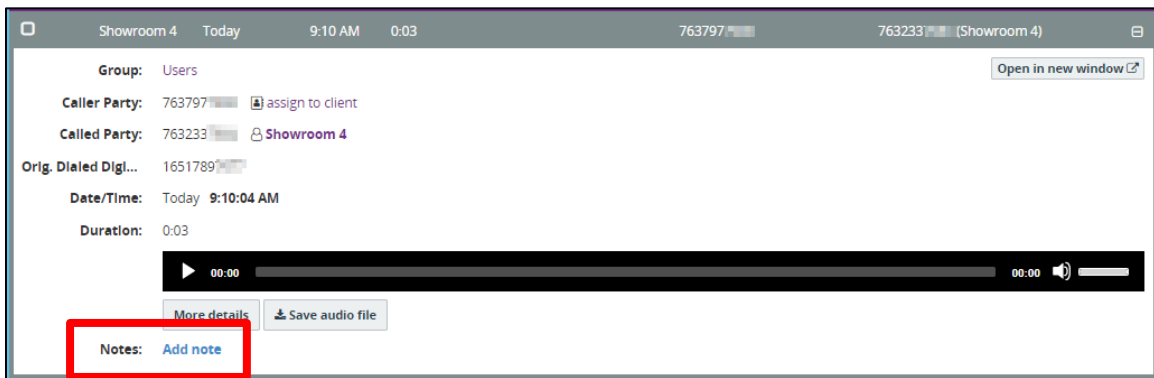 Showroom 4 Today 9:10 AM 0:03 763797 763233 (Showroom 4)
Group: Users Open in new window
Caller Party: 763797 assign to client
Called Party: 763233 Showroom 4
Orig. Dialed Digi... 1651789
Date/Time: Today 9:10:04 AM
Duration: 0:03
00:00 00:00
More details Save audio file
Notes: Add note